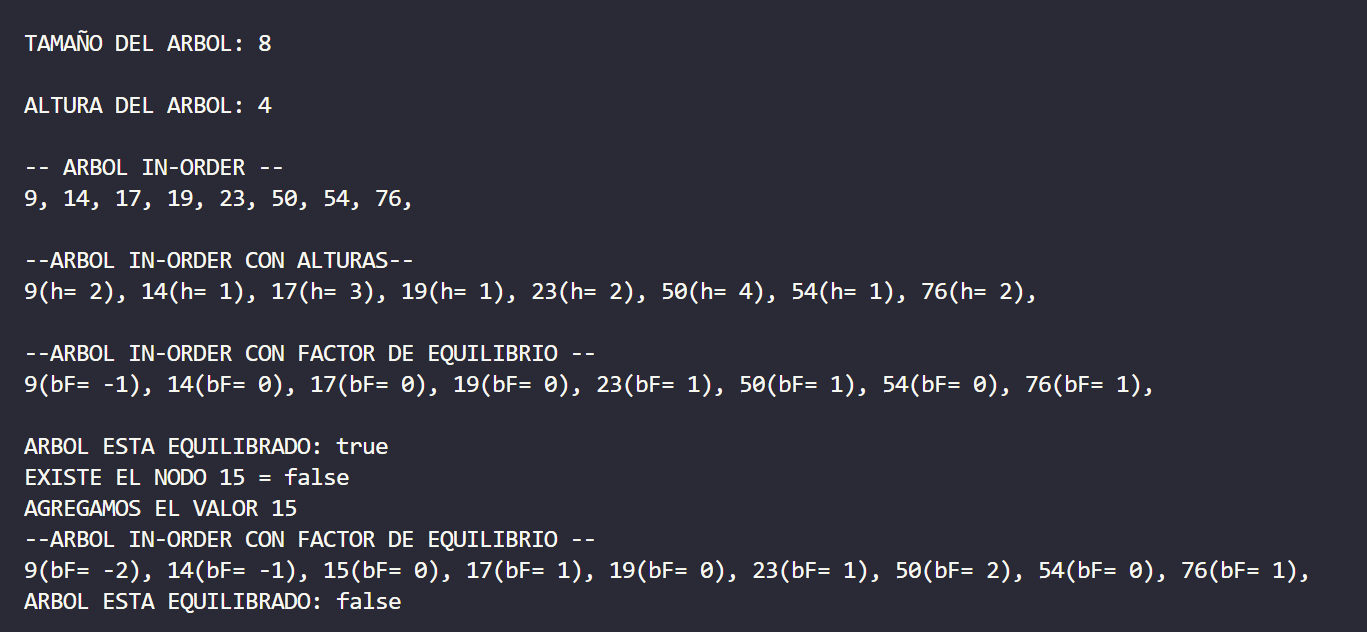 TAMAÑO DEL ARBOL: 8
ALTURA DEL ARBOL: 4
-- ARBOL IN-ORDER --
9, 14, 17, 19, 23, 50, 54, 76,
--ARBOL IN-ORDER CON ALTURAS--
9(h= 2), 14(h= 1), 17(h= 3), 19(h= 1), 23(h= 2), 50(h= 4), 54(h= 1), 76(h= 2),
--ARBOL IN-ORDER CON FACTOR DE EQUILIBRIO --
9(bF= -1), 14(bF= 0), 17(bF= 0), 19(bF= 0), 23(bF= 1), 50(bF= 1), 54(bF= 0), 76(bF= 1),
ARBOL ESTA EQUILIBRADO: true
EXISTE EL NODO 15 = false
AGREGAMOS EL VALOR 15
--ARBOL IN-ORDER CON FACTOR DE EQUILIBRIO --
9(bF= -2), 14(bF= -1), 15(bF= 0), 17(bF= 1), 19(bF= 0), 23(bF= 1), 50(bF= 2), 54(bF= 0), 76(bF= 1),
ARBOL ESTA EQUILIBRADO: false